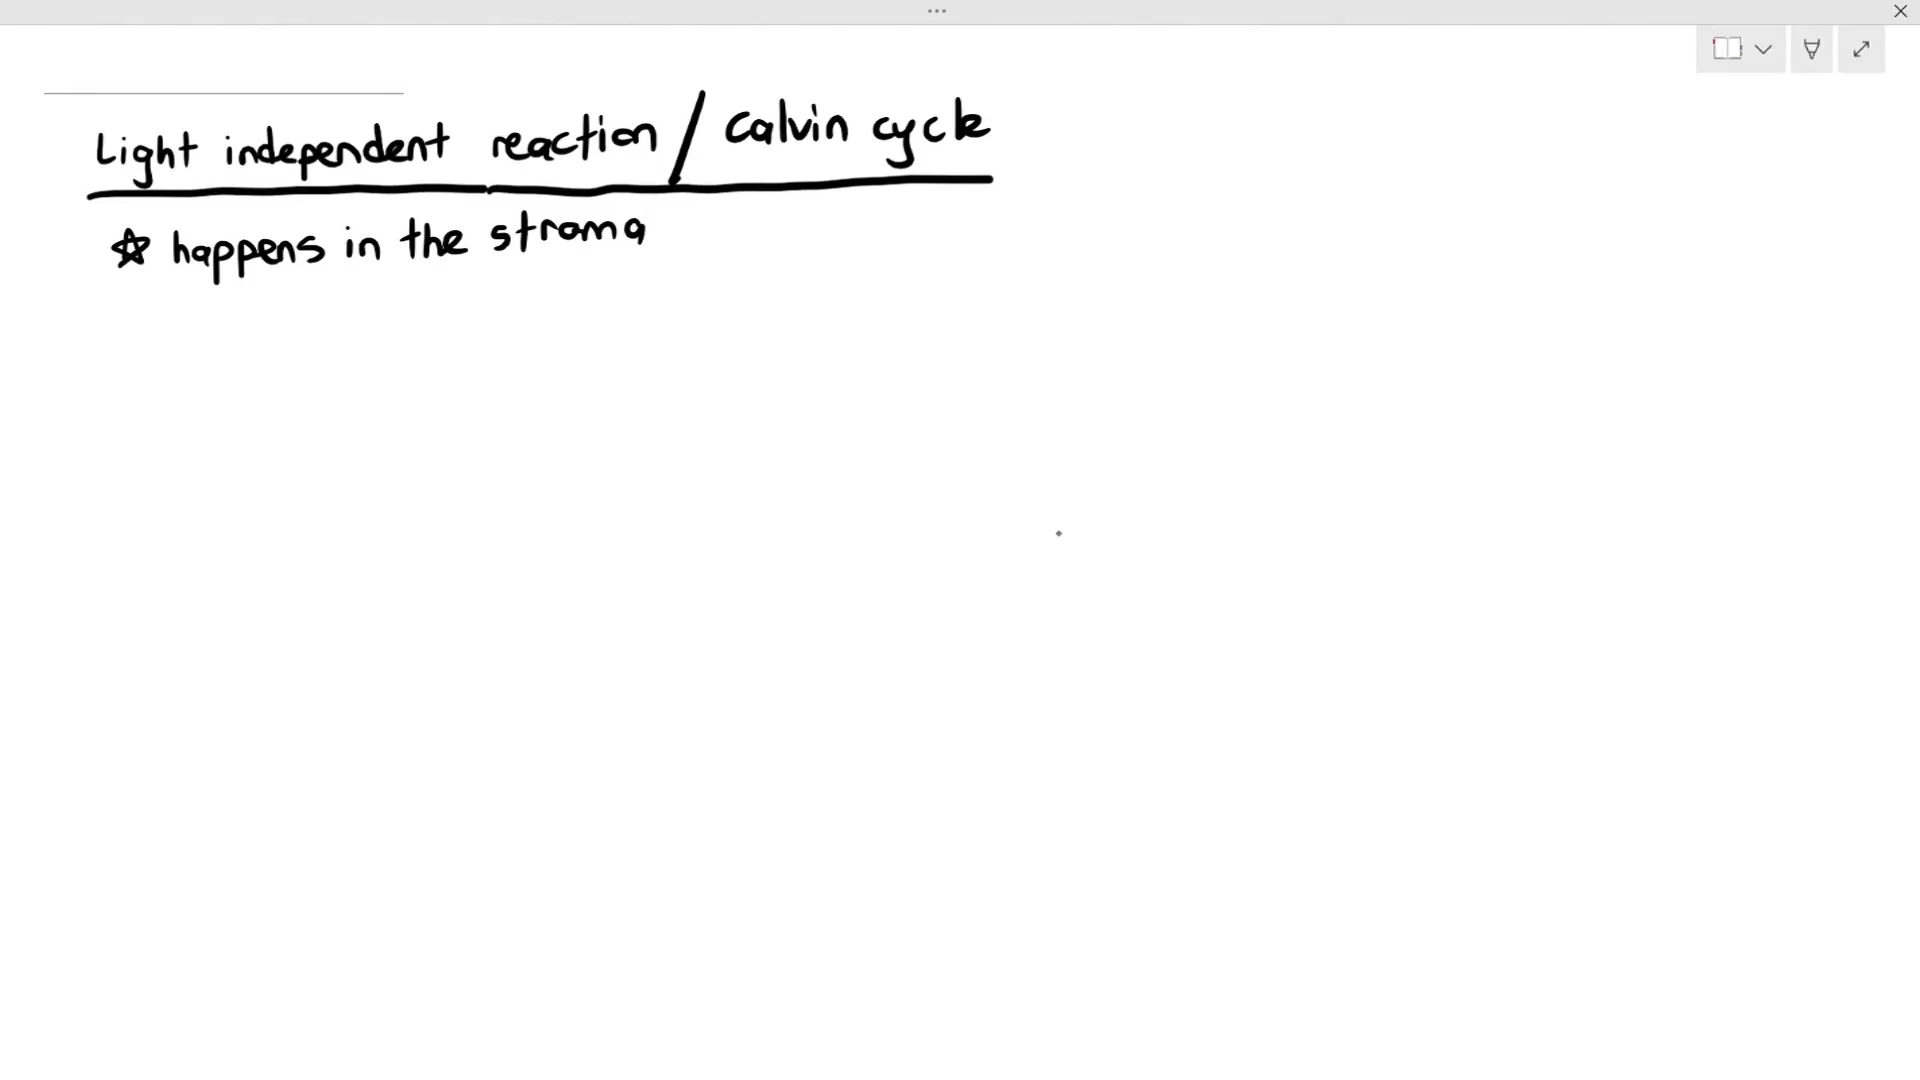 Light independent reaction / Calvin cycle
☆ happens in the stroma